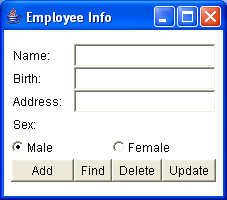 Employee Info
Name:
Birth:
Address:
Sex:
Male Female
Add Find Delete Update